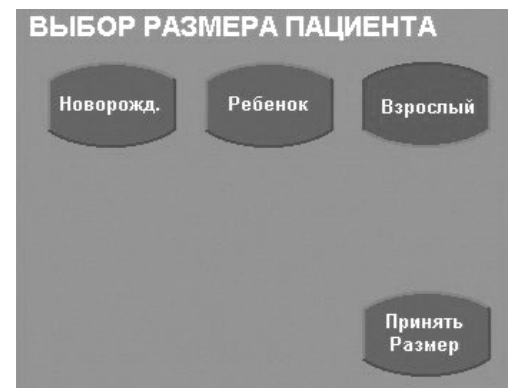 ВЫБОР РАЗМЕРА ПАЦИЕНТА
Новорожд.
Ребенок
Взрослый
Принять
Размер